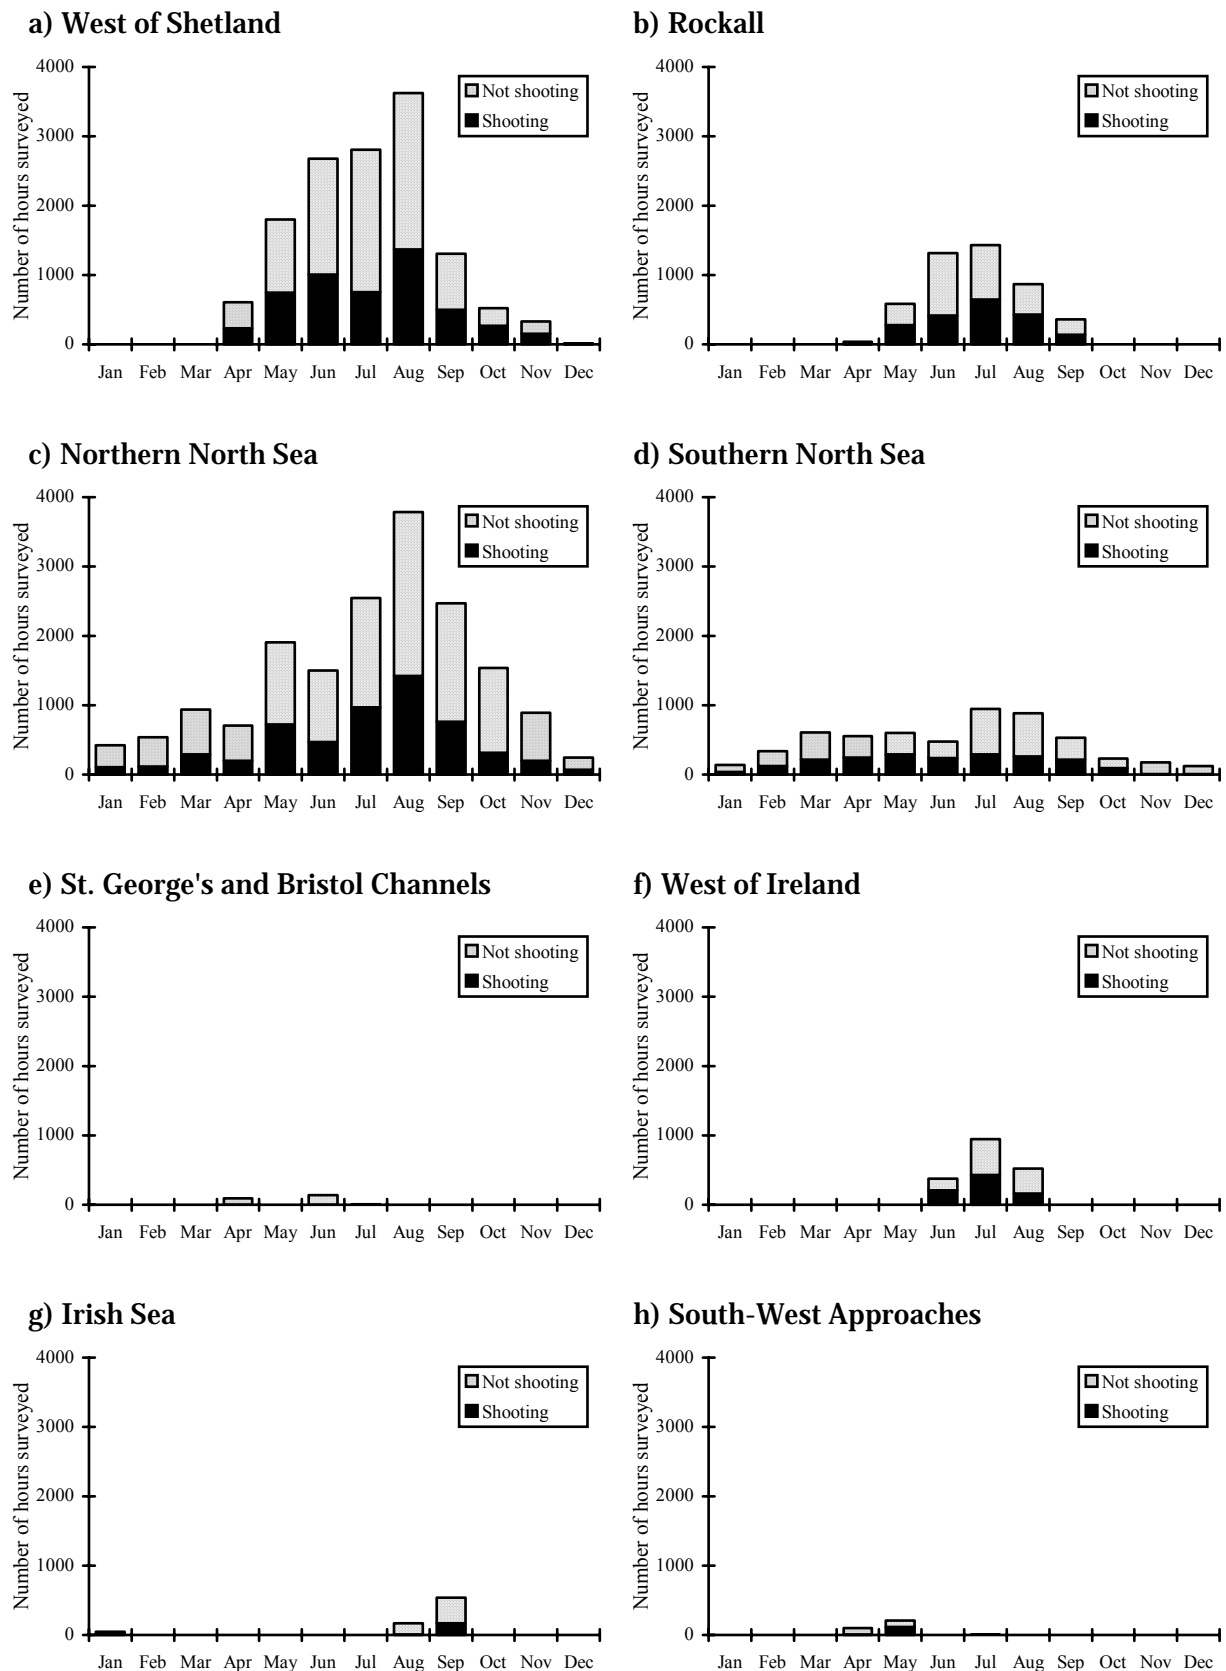 a) West of Shetland
Number of hours surveyed
4000
3000
2000
1000
0
Not shooting
Shooting
Jan Feb Mar Apr May Jun Jul Aug Sep Oct Nov Dec
b) Rockall
Number of hours surveyed
4000
3000
2000
1000
0
Not shooting
Shooting
Jan Feb Mar Apr May Jun Jul Aug Sep Oct Nov Dec
c) Northern North Sea
Number of hours surveyed
4000
3000
2000
1000
0
Not shooting
Shooting
Jan Feb Mar Apr May Jun Jul Aug Sep Oct Nov Dec
d) Southern North Sea
Number of hours surveyed
4000
3000
2000
1000
0
Not shooting
Shooting
Jan Feb Mar Apr May Jun Jul Aug Sep Oct Nov Dec
e) St. George's and Bristol Channels
Number of hours surveyed
4000
3000
2000
1000
0
Not shooting
Shooting
Jan Feb Mar Apr May Jun Jul Aug Sep Oct Nov Dec
f) West of Ireland
Number of hours surveyed
4000
3000
2000
1000
0
Not shooting
Shooting
Jan Feb Mar Apr May Jun Jul Aug Sep Oct Nov Dec
g) Irish Sea
Number of hours surveyed
4000
3000
2000
1000
0
Not shooting
Shooting
Jan Feb Mar Apr May Jun Jul Aug Sep Oct Nov Dec
h) South-West Approaches
Number of hours surveyed
4000
3000
2000
1000
0
Not shooting
Shooting
Jan Feb Mar Apr May Jun Jul Aug Sep Oct Nov Dec